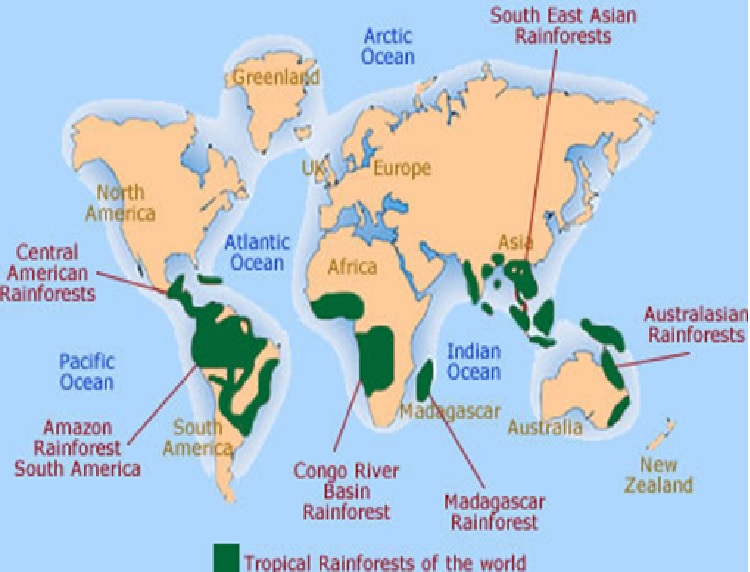 South East Asian
Rainforests
Arctic
Ocean
Greenland
UK
Europe
North
America
Atlantic
Ocean
Asia
Central
American
Rainforests
Africa
Australasian
Rainforests
Pacific
Ocean
Indian
Ocean
Madagascar
Amazon
Rainforest
South America
South
America
Australia
Congo River
Basin
Rainforest
Madagascar
Rainforest
New
Zealand
Tropical Rainforests of the world